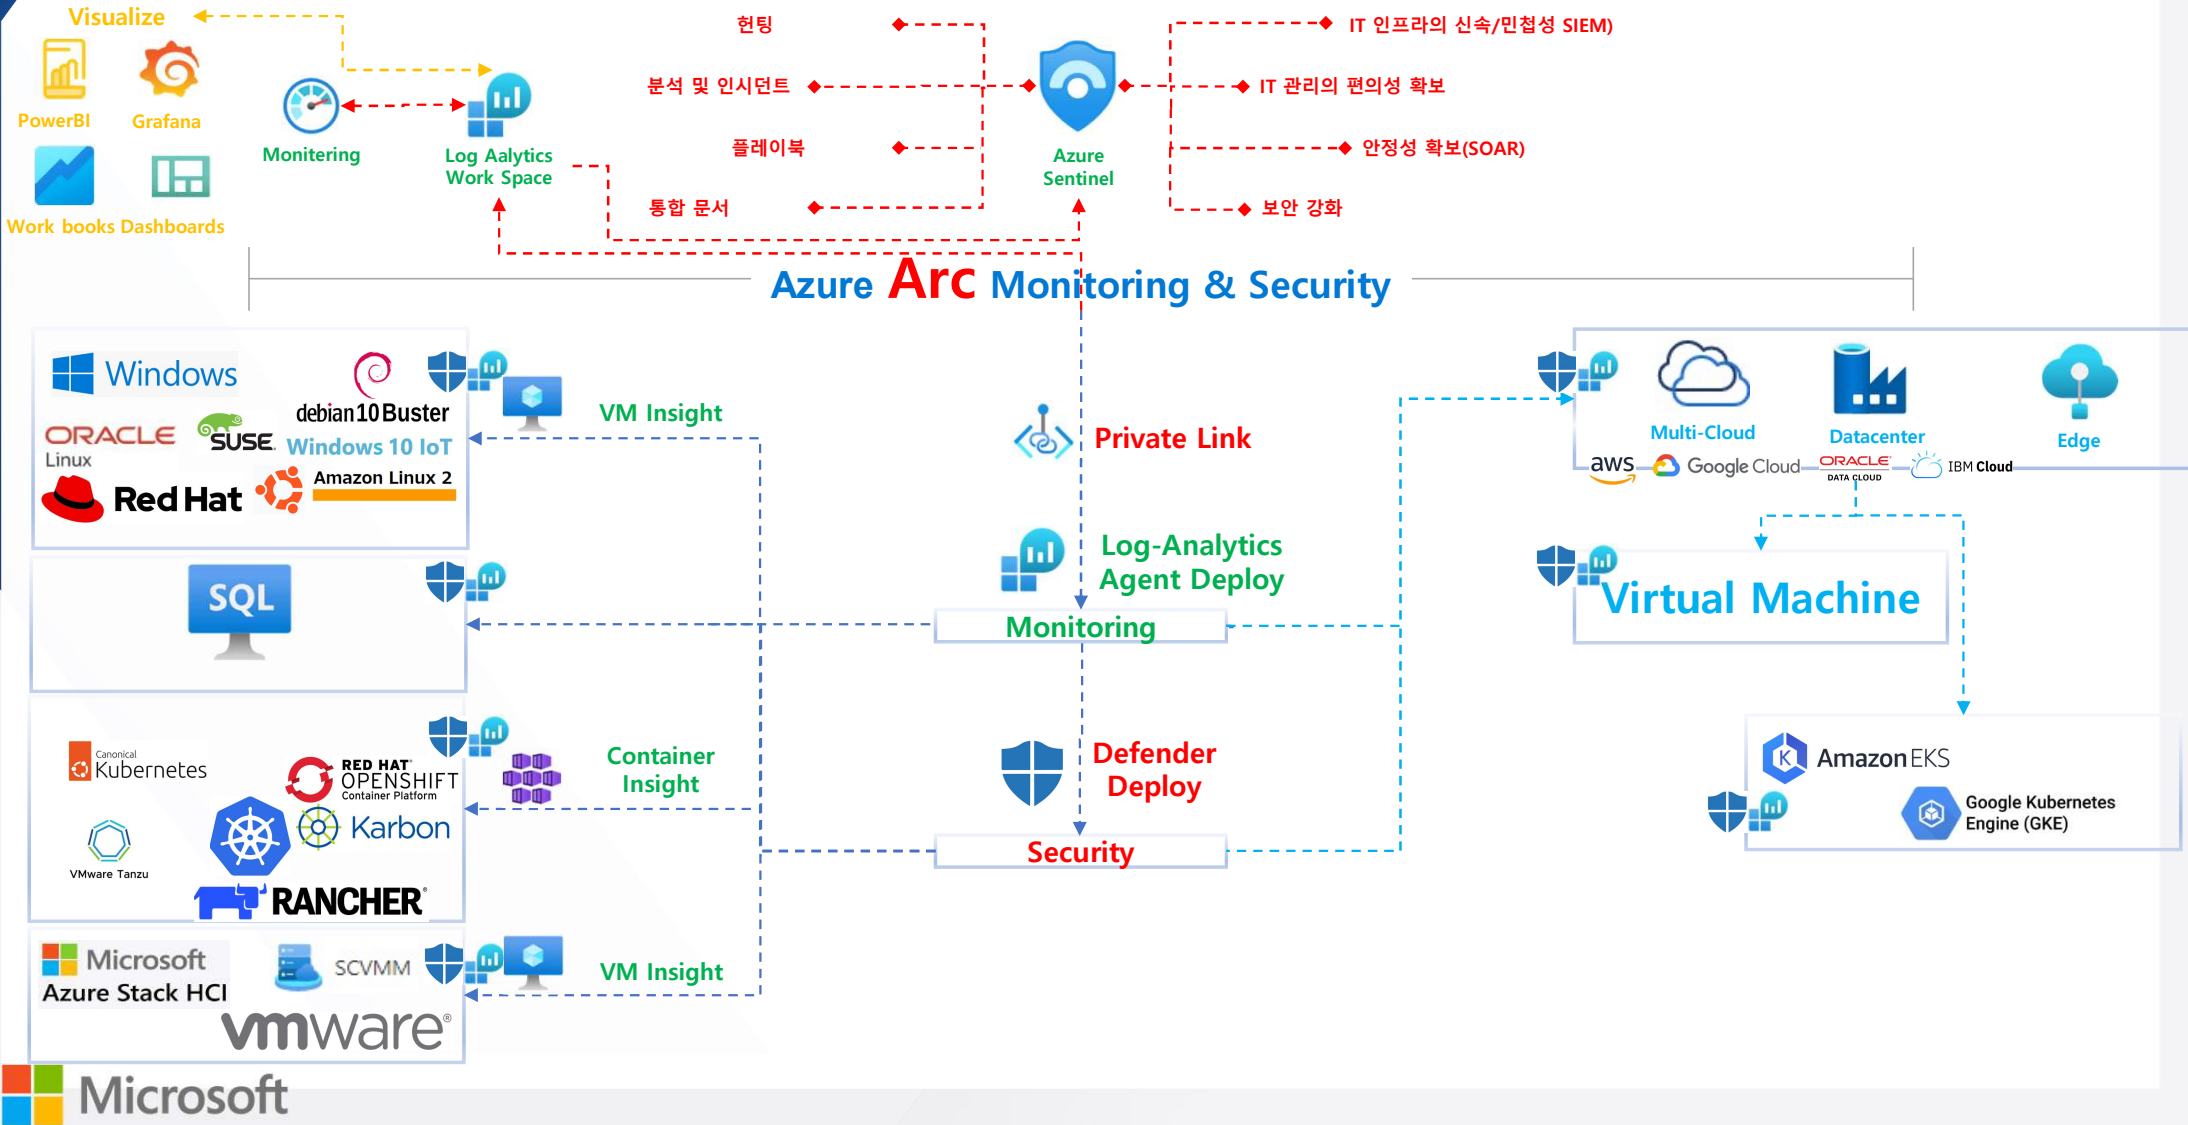 Visualize
PowerBI
Grafana
Work books
Dashboards
Monitering
Log Aalytics
Work Space
헌팅
분석 및 인시던트
플레이북
통합 문서
Azure
Sentinel
IT 인프라의 신속/민첩성 SIEM)
IT 관리의 편의성 확보
안정성 확보(SOAR)
보안 강화
Azure Arc Monitoring & Security
Windows
debian10Buster
ORACLE
Linux
SUSE
Windows 10 IoT
Red Hat
Amazon Linux 2
VM Insight
SQL
Canonical
Kubernetes
RED HAT
OPENSHIFT
Container Platform
Karbon
VMware Tanzu
RANCHER®
Container
Insight
Microsoft
Azure Stack HCI
SCVMM
vmware®
VM Insight
Private Link
Log-Analytics
Agent Deploy
Monitoring
Defender
Deploy
Security
Multi-Cloud
Datacenter
Edge
aws
Google Cloud
ORACLE
DATA CLOUD
IBM Cloud
Virtual Machine
K
Amazon EKS
Google Kubernetes
Engine (GKE)
Microsoft